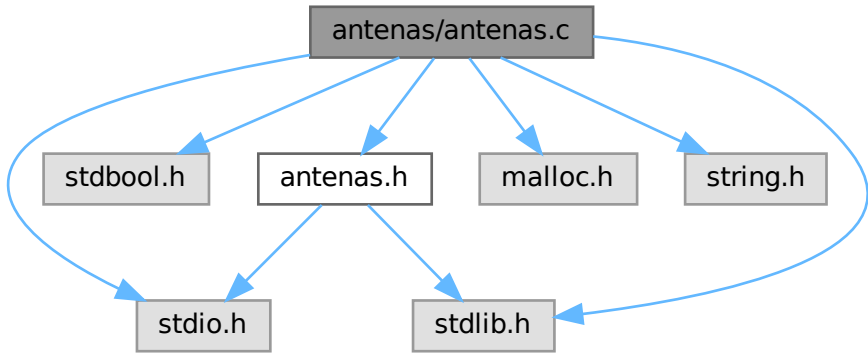 antenas/antenas.c
stdbool.h
antenas.h
malloc.h
string.h
stdio.h
stdlib.h